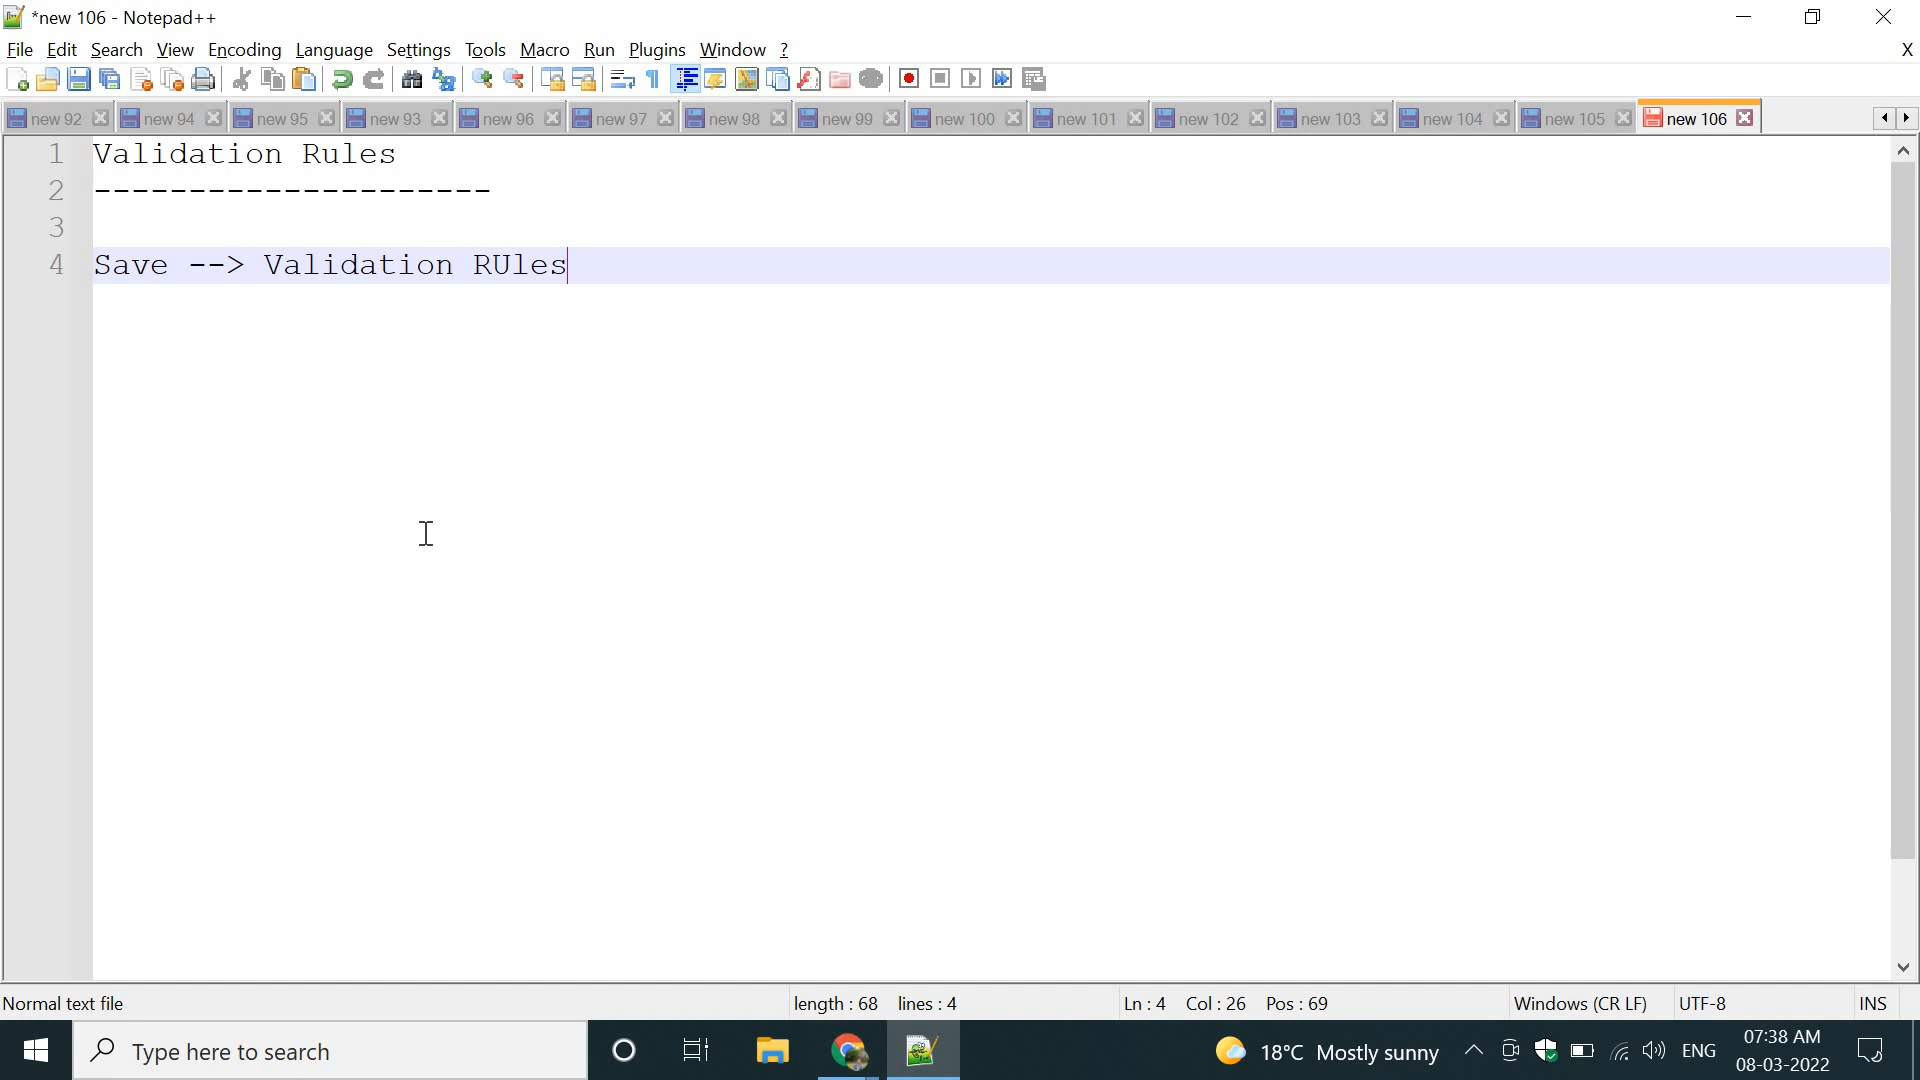 *new 106 - Notepad++
File Edit Search View Encoding Language Settings Tools Macro Run Plugins Window ? X
new 92 new 94 new 95 new 93 new 96 new 97 new 98 new 99 new 100 new 101 new 102 new 103 new 104 new 105 new 106
1 Validation Rules
2 ---------------------
3
4 Save --> Validation RUles
Normal text file length : 68 lines : 4 Ln : 4 Col : 26 Pos : 69 Windows (CR LF) UTF-8 INS
Type here to search 18°C Mostly sunny ENG 07:38 AM
08-03-2022